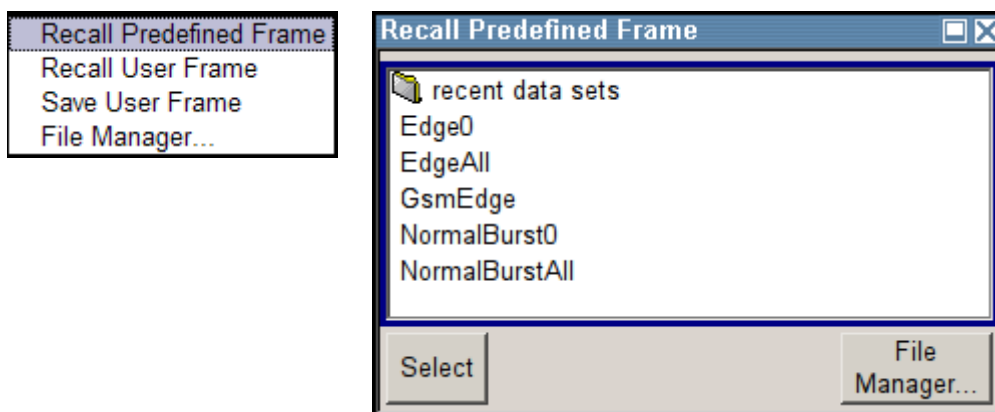 Recall Predefined Frame
Recall User Frame
Save User Frame
File Manager...
Recall Predefined Frame
recent data sets
Edge0
EdgeAll
GsmEdge
NormalBurst0
NormalBurstAll
Select
File
Manager...